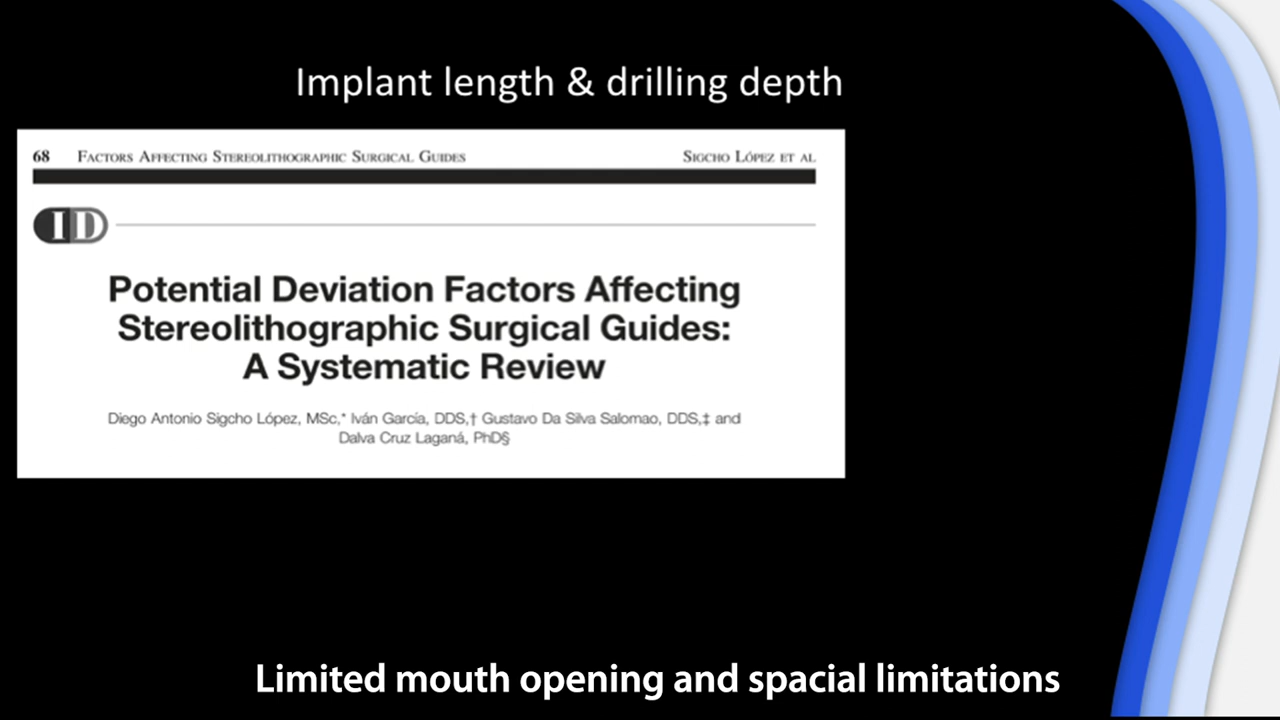 Implant length & drilling depth
68 FACTORS AFFECTING STEREOLITHOGRAPHIC SURGICAL GUIDES SIGCHO LÓPEZ ET AL
ID
Potential Deviation Factors Affecting
Stereolithographic Surgical Guides:
A Systematic Review
Diego Antonio Sigcho López, MSc,* Iván García, DDS,† Gustavo Da Silva Salomao, DDS,‡ and
Dalva Cruz Laganá, PhD§
Limited mouth opening and spacial limitations